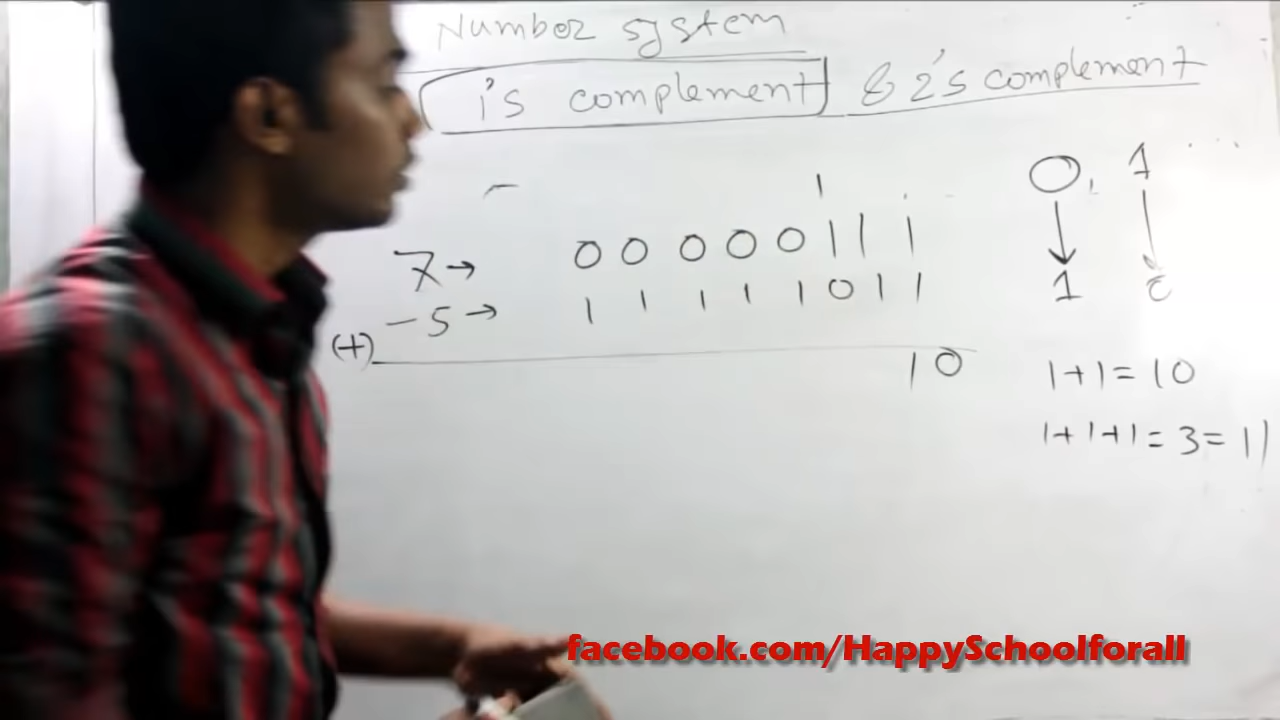 Number system
1's complement & 2's complement
0, 1 ...
1
7→ 0 0 0 0 0 1 1 1
-5→ 1 1 1 1 1 0 1 1
1 0
(+)
1 0
1+1=10
1+1+1=3=11
facebook.com/HappySchoolforall